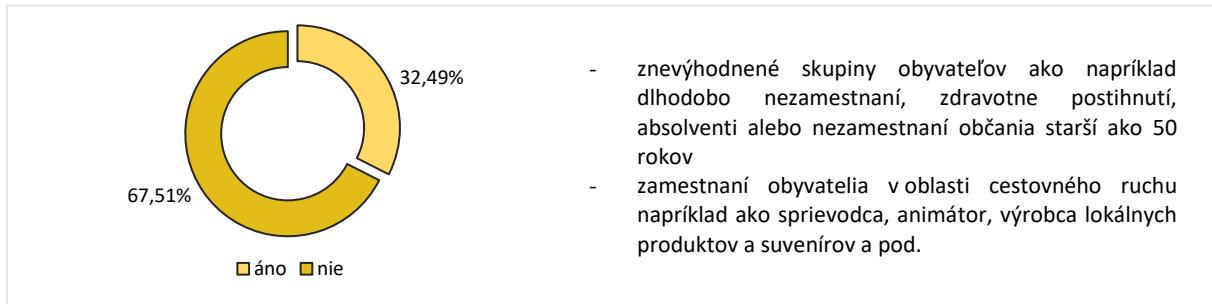 32,49%
67,51%
áno nie
- znevýhodnené skupiny obyvateľov ako napríklad
dlhodobo nezamestnaní, zdravotne postihnutí,
absolventi alebo nezamestnaní občania starší ako 50
rokov
- zamestnaní obyvatelia v oblasti cestovného ruchu
napríklad ako sprievodca, animátor, výrobca lokálnych
produktov a suvenírov a pod.